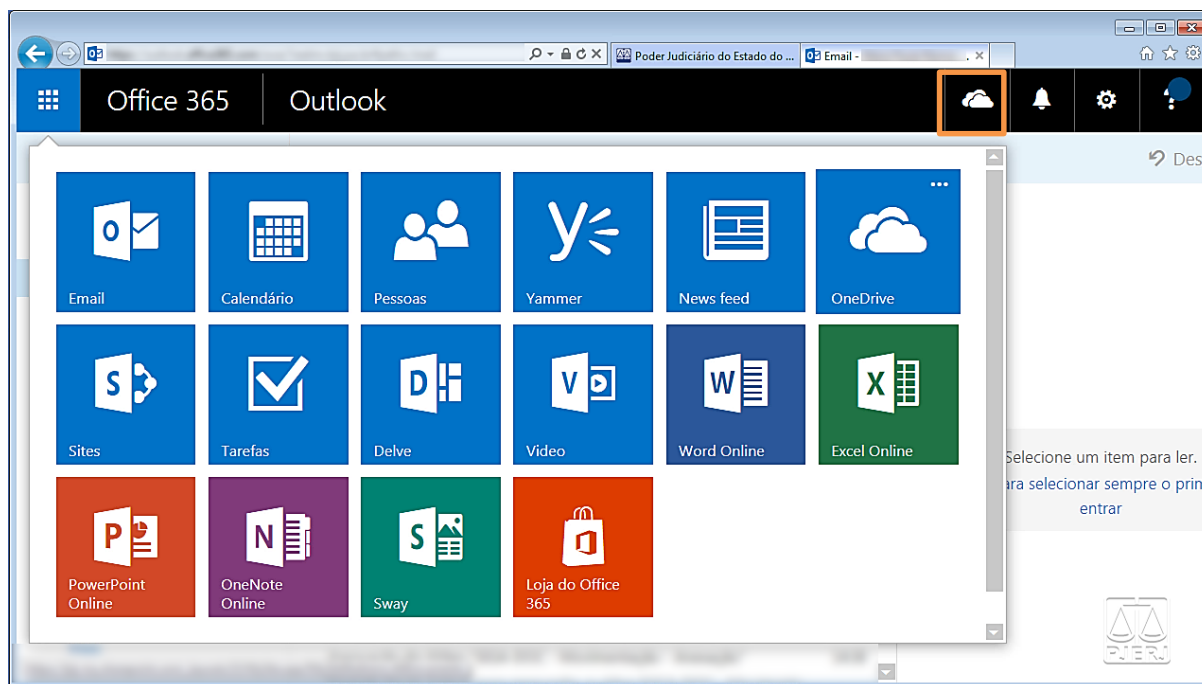 Poder Judiciário do Estado do ...
Email -
Office 365
Outlook
Des
Email
Calendário
Pessoas
Yammer
News feed
OneDrive
Sites
Tarefas
Delve
Video
Word Online
Excel Online
PowerPoint
Online
OneNote
Online
Sway
Loja do Office
365
Selecione um item para ler.
ara selecionar sempre o prin
entrar
PJERJ